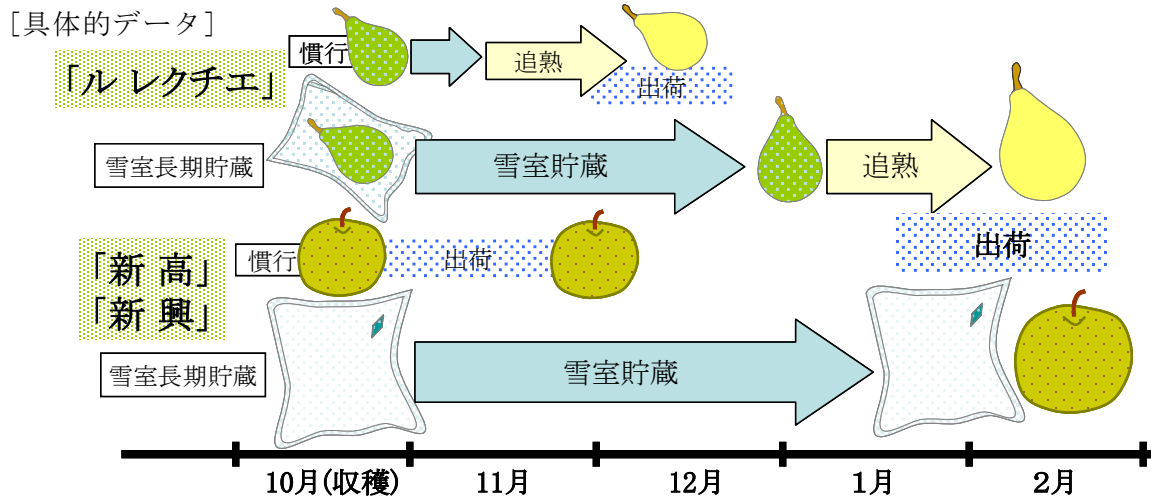 [具体的データ]
慣行
追熟
出荷
「ル レクチエ」
雪室長期貯蔵
雪室貯蔵
追熟
出荷
「新 高」
「新 興」
慣行
出荷
雪室長期貯蔵
雪室貯蔵
10月(収穫)
11月
12月
1月
2月